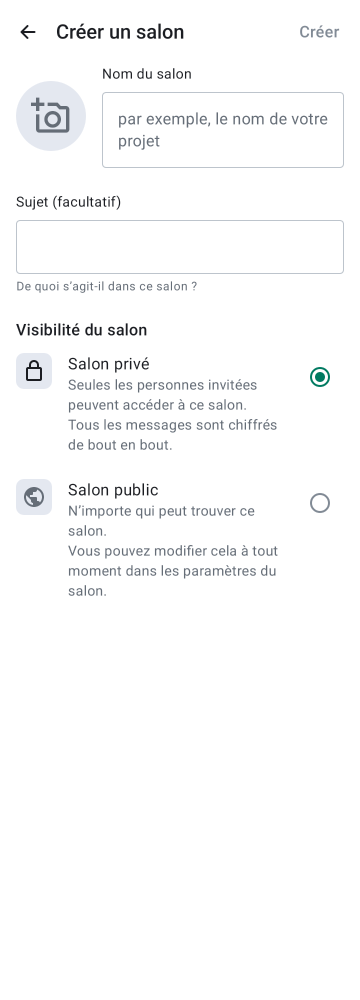 Créer un salon
Créer
Nom du salon
par exemple, le nom de votre
projet
Sujet (facultatif)
De quoi s'agit-il dans ce salon ?
Visibilité du salon
Salon privé
Seules les personnes invitées
peuvent accéder à ce salon.
Tous les messages sont chiffrés
de bout en bout.
Salon public
N'importe qui peut trouver ce
salon.
Vous pouvez modifier cela à tout
moment dans les paramètres du
salon.